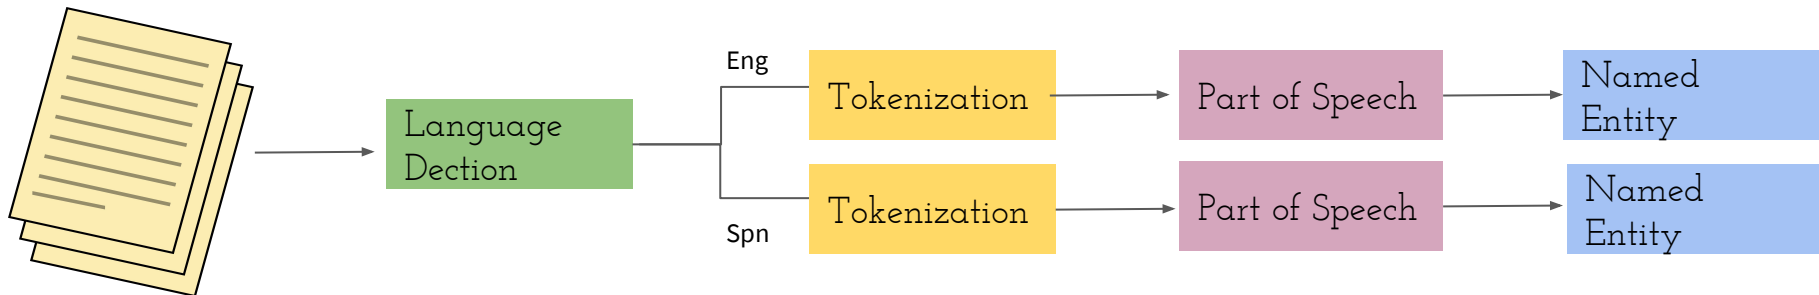 Language
Dection
Eng
Tokenization
Part of Speech
Named
Entity
Spn
Tokenization
Part of Speech
Named
Entity